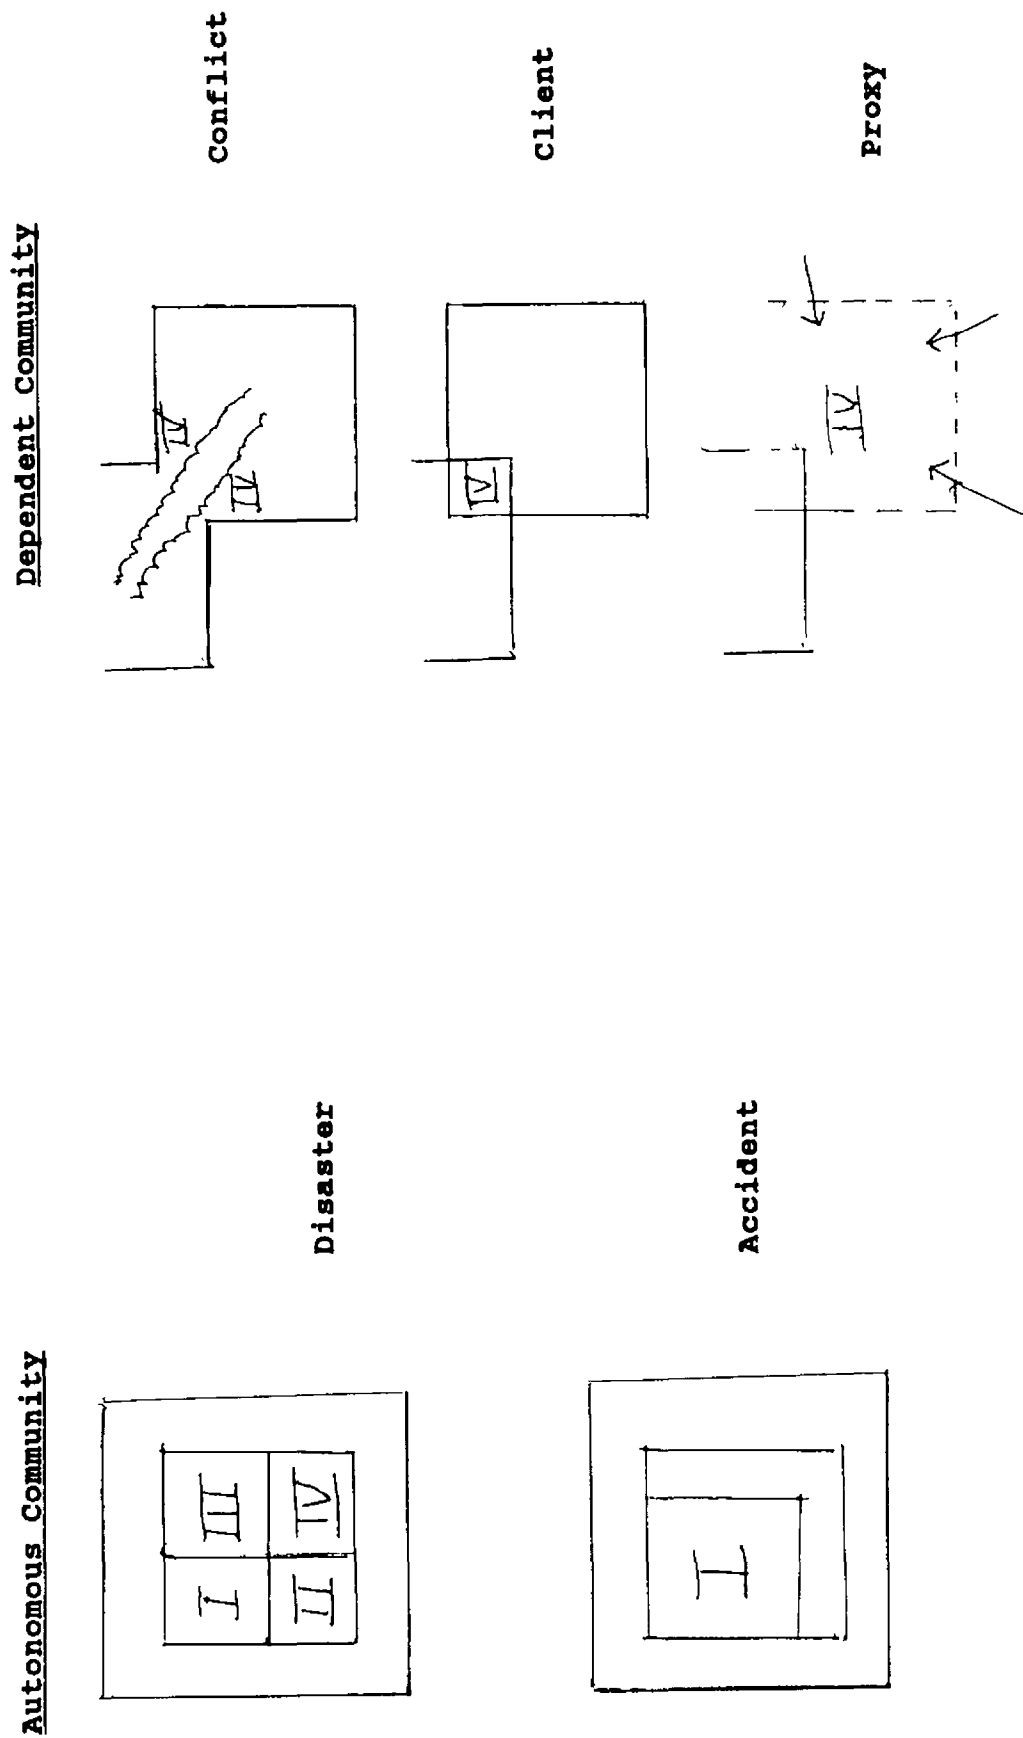 Autonomous Community
I III
II IV
Disaster
I
Accident
Dependent Community
IV
IV
Conflict
IV
Client
IV
Proxy